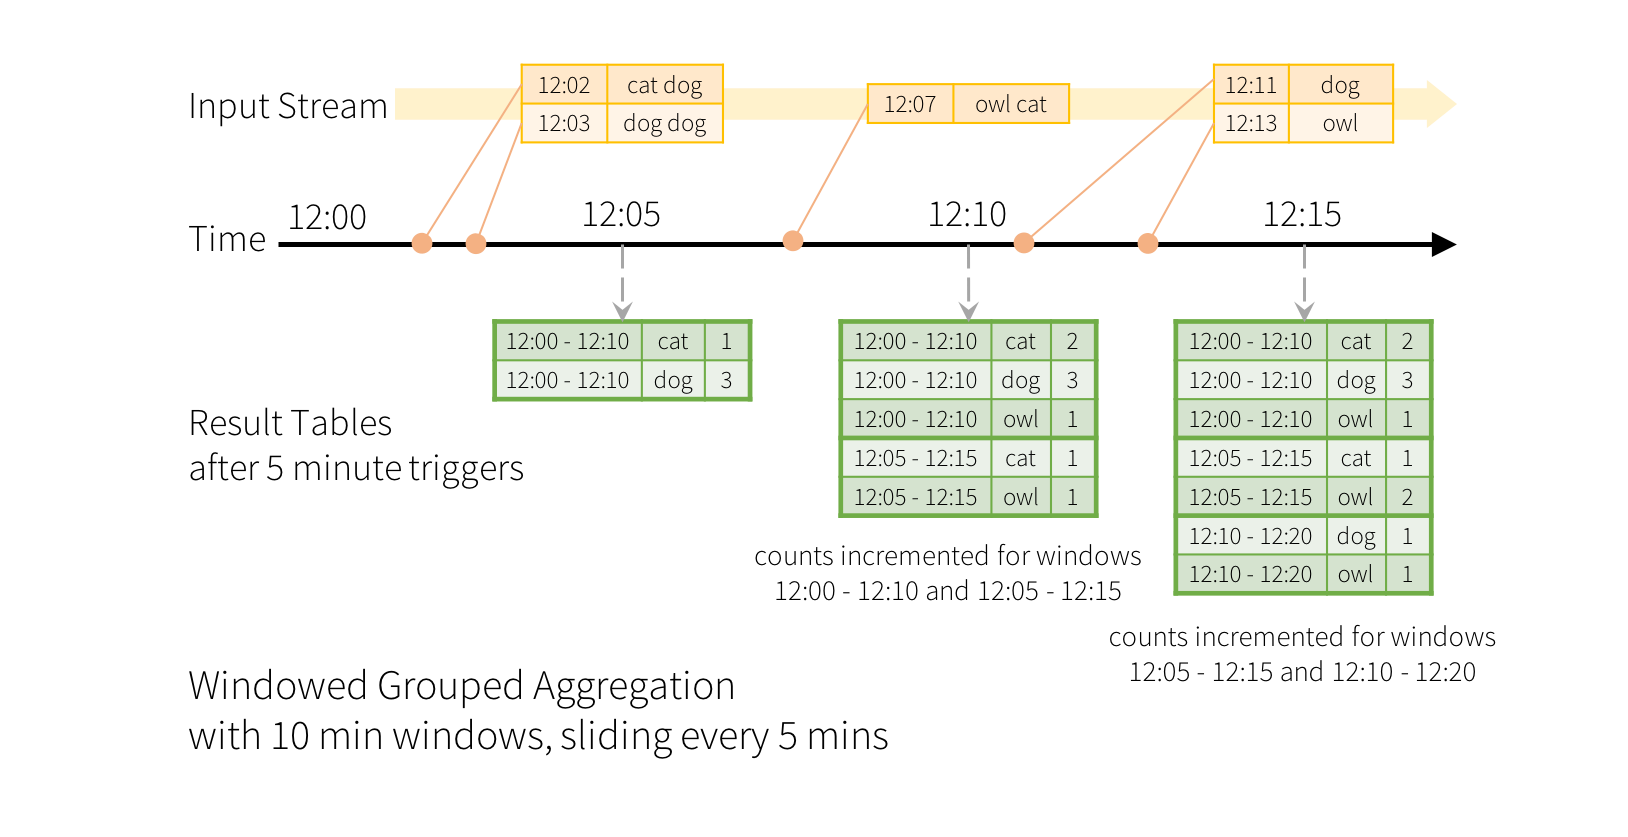 Input Stream
12:02 cat dog
12:03 dog dog
12:07 owl cat
12:11 dog
12:13 owl
Time
12:00 12:05 12:10 12:15
Result Tables
after 5 minute triggers
12:00 - 12:10 cat 1
12:00 - 12:10 dog 3
12:00 - 12:10 cat 2
12:00 - 12:10 dog 3
12:00 - 12:10 owl 1
12:05 - 12:15 cat 1
12:05 - 12:15 owl 1
counts incremented for windows
12:00 - 12:10 and 12:05 - 12:15
12:00 - 12:10 cat 2
12:00 - 12:10 dog 3
12:00 - 12:10 owl 1
12:05 - 12:15 cat 1
12:05 - 12:15 owl 2
12:10 - 12:20 dog 1
12:10 - 12:20 owl 1
counts incremented for windows
12:05 - 12:15 and 12:10 - 12:20
Windowed Grouped Aggregation
with 10 min windows, sliding every 5 mins